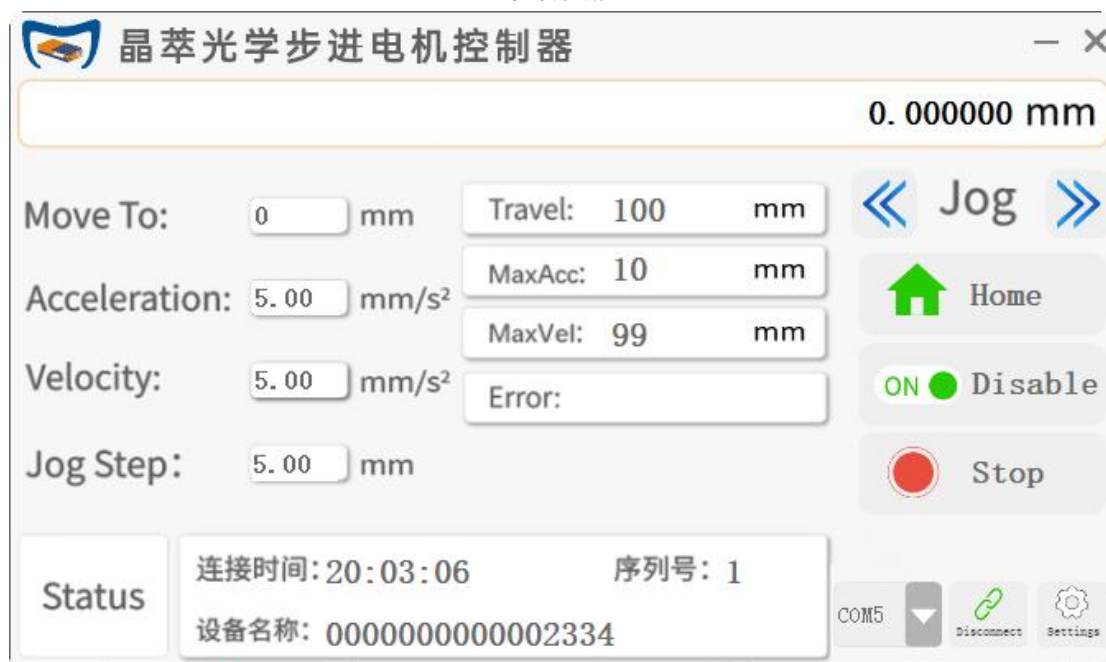 晶萃光学步进电机控制器
0.000000 mm
Move To: 0 mm
Travel: 100 mm
Jog
Acceleration: 5.00 mm/s²
MaxAcc: 10 mm
Home
MaxVel: 99 mm
Velocity: 5.00 mm/s²
Error:
ON Disable
Jog Step: 5.00 mm
Stop
Status
连接时间:20:03:06 序列号:1
设备名称: 0000000000002334
COM5
Disconnect
Settings